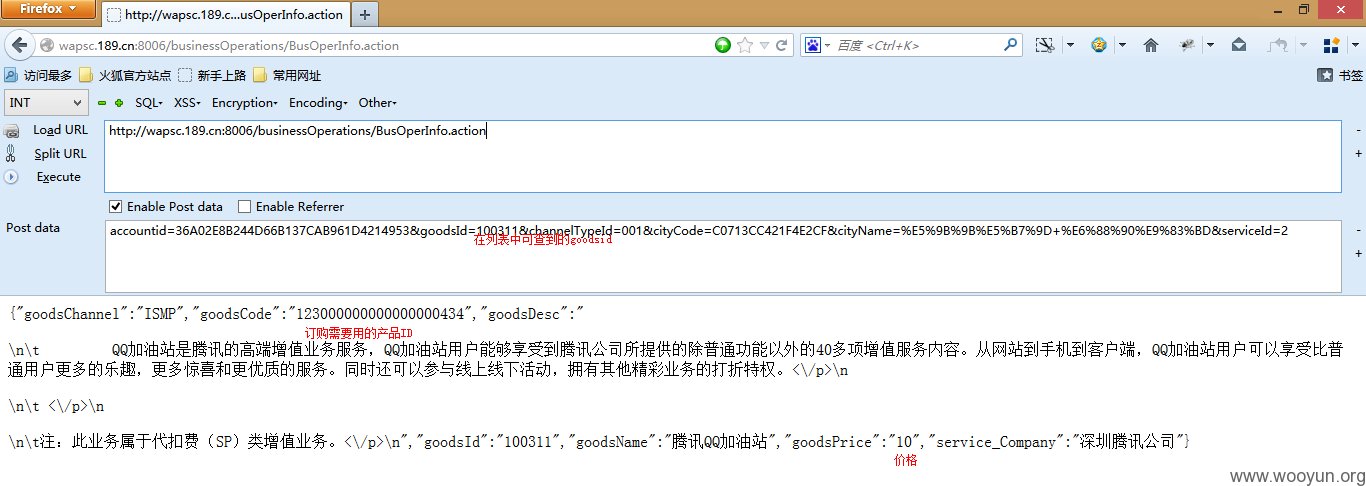 Firefox
http://wapsc.189.c...usOperInfo.action
wapsc.189.cn:8006/businessOperations/BusOperInfo.action
百度 <Ctrl+K>
访问最多 火狐官方站点 新手上路 常用网址 书签
INT SQL XSS Encryption Encoding Other
Load URL
http://wapsc.189.cn:8006/businessOperations/BusOperInfo.action
Split URL
Execute
Enable Post data Enable Referrer
Post data
accountid=36A02E8B244D66B137CAB961D4214953&goodsId=100311&channelTypeId=001&cityCode=C0713CC421F4E2CF&cityName=%E5%9B%9B%E5%B7%9D+%E6%88%90%E9%83%BD&serviceId=2
在列表中可查到的goodsid
{"goodsChannel":"ISMP","goodsCode":"123000000000000000434","goodsDesc":"
订购需要用的产品ID
\n\t QQ加油站是腾讯的高端增值业务服务，QQ加油站用户能够享受到腾讯公司所提供的除普通功能以外的40多项增值服务内容。从网站到手机到客户端，QQ加油站用户可以享受比普
通用户更多的乐趣，更多惊喜和更优质的服务。同时还可以参与线上线下活动，拥有其他精彩业务的打折特权。<\/p>\n
\n\t <\/p>\n
\n\t注：此业务属于代扣费（SP）类增值业务。<\/p>\n","goodsId":"100311","goodsName":"腾讯QQ加油站","goodsPrice":"10","service_Company":"深圳腾讯公司"}
价格
www.wooyun.org